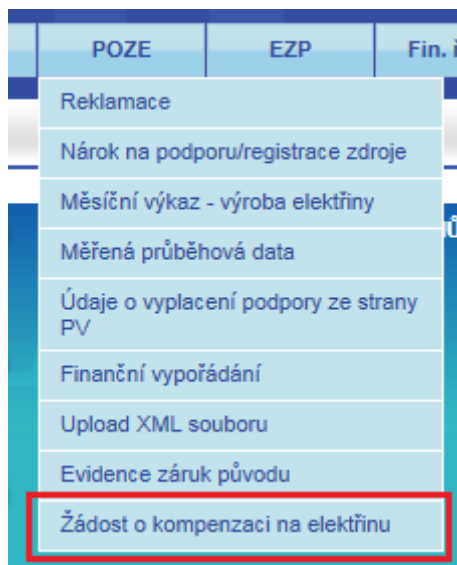 POZE EZP Fin.
Reklamace
Nárok na podporu/registrace zdroje
Měsíční výkaz - výroba elektřiny
Měřená průběhová data
Údaje o vyplacení podpory ze strany
PV
Finanční vypořádání
Upload XML souboru
Evidence záruk původu
Žádost o kompenzaci na elektřinu